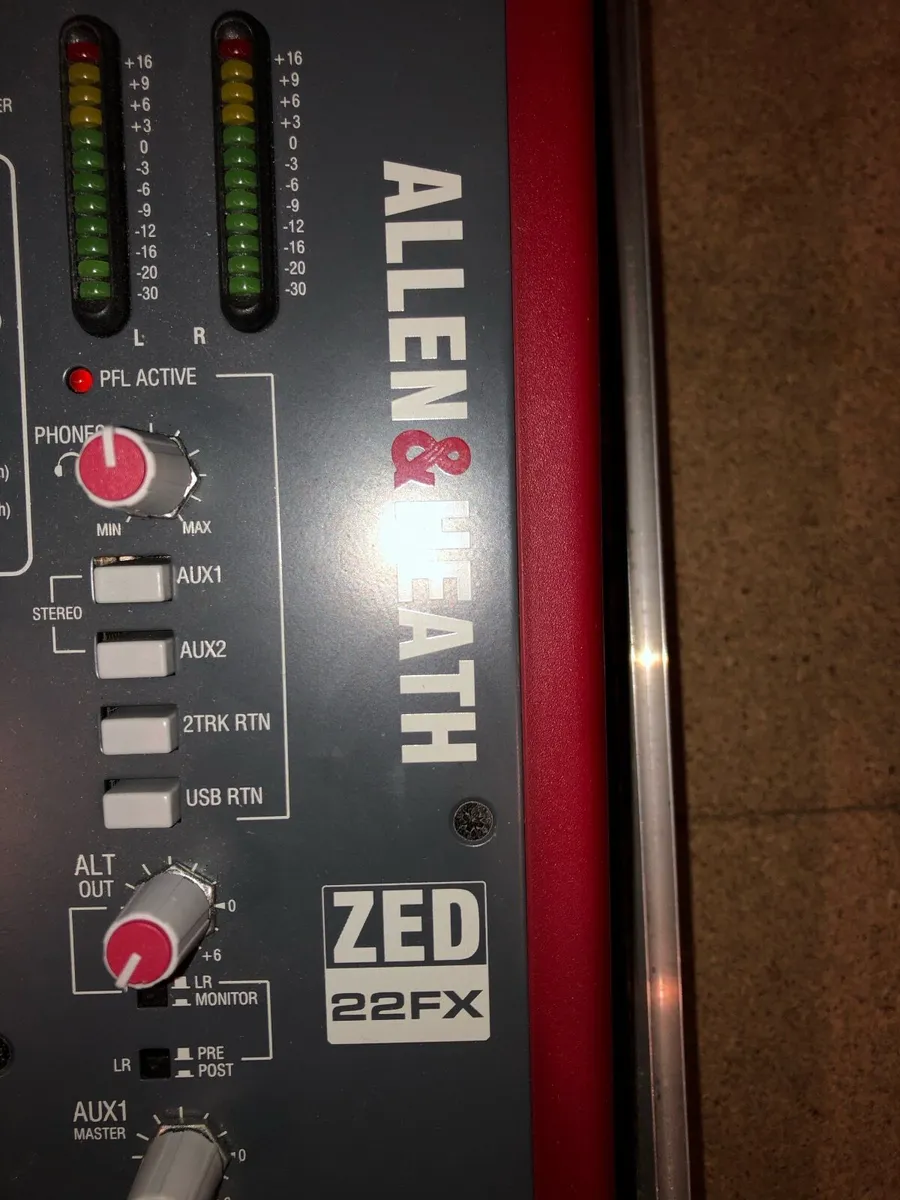 ER
+16
+9
+6
+3
0
-3
-6
-9
-12
-16
-20
-30
+16
+9
+6
+3
0
-3
-6
-9
-12
-16
-20
-30
L R
PFL ACTIVE
PHONES
MIN MAX
AUX1
STEREO
AUX2
2TRK RTN
USB RTN
ALLEN&HEATH
ALT
OUT
0
+6
LR
MONITOR
LR
PRE
POST
ZED
22FX
AUX1
MASTER
0